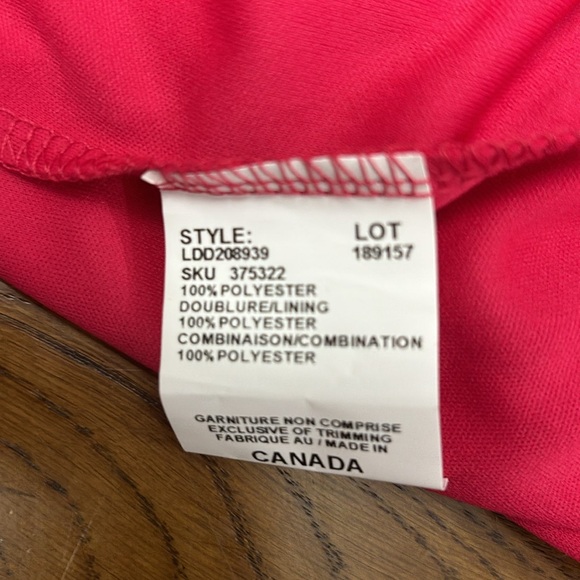 STYLE: LOT
LDD208939 189157
SKU 375322
100% POLYESTER
DOUBLURE/LINING
100% POLYESTER
COMBINAISON/COMBINATION
100% POLYESTER
GARNITURE NON COMPRISE
EXCLUSIVE OF TRIMMING
FABRIQUE AU / MADE IN
CANADA